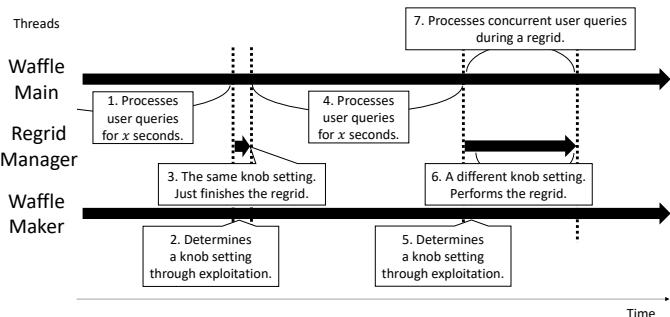 Threads
7. Processes concurrent user queries
during a regrid.
Waffle
Main
1. Processes
user queries
for x seconds.
4. Processes
user queries
for x seconds.
Regrid
Manager
3. The same knob setting.
Just finishes the regrid.
6. A different knob setting.
Performs the regrid.
Waffle
Maker
2. Determines
a knob setting
through exploitation.
5. Determines
a knob setting
through exploitation.
Time